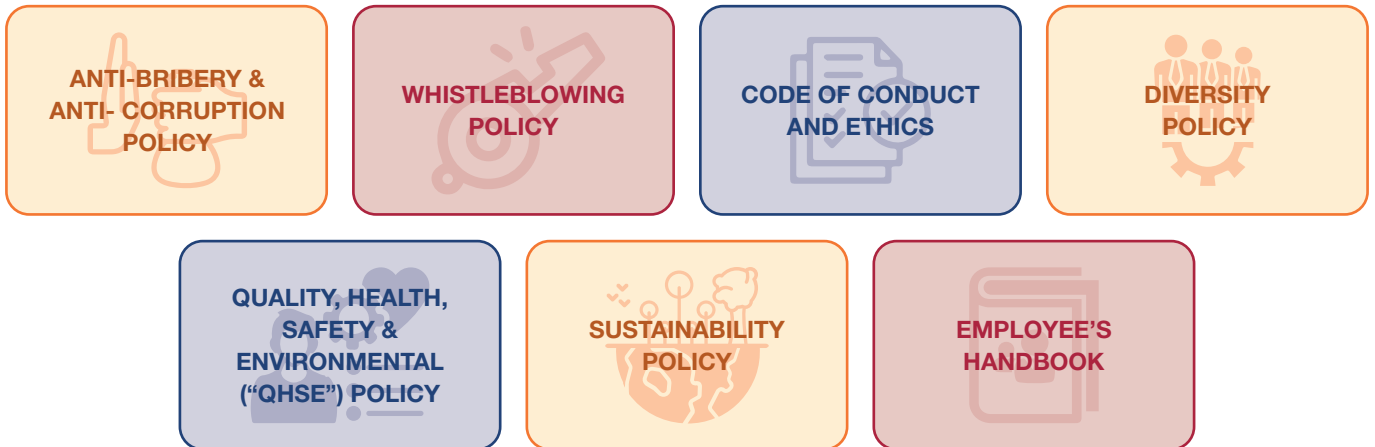 ANTI-BRIBERY &
ANTI- CORRUPTION
POLICY
WHISTLEBLOWING
POLICY
CODE OF CONDUCT
AND ETHICS
DIVERSITY
POLICY
QUALITY, HEALTH,
SAFETY &
ENVIRONMENTAL
(“QHSE”) POLICY
SUSTAINABILITY
POLICY
EMPLOYEE’S
HANDBOOK